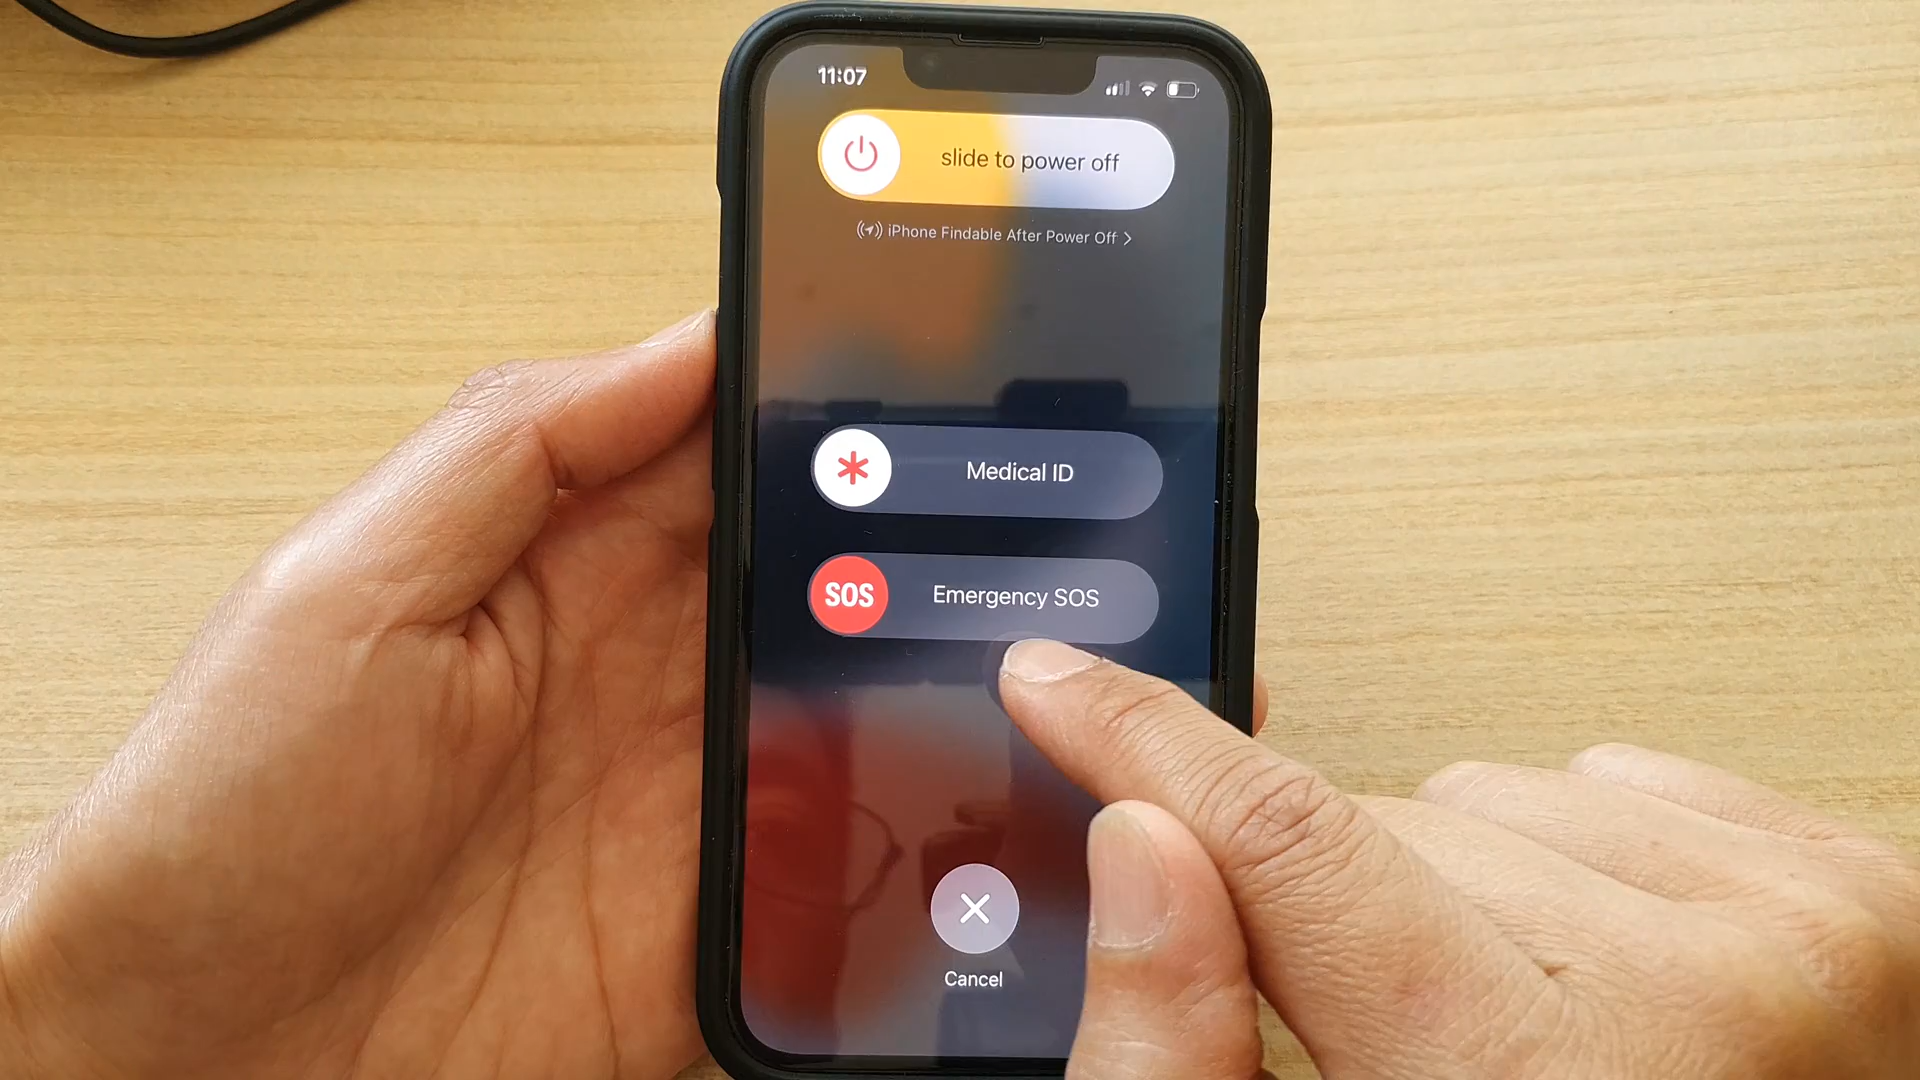 11:07
slide to power off
iPhone Findable After Power Off
Medical ID
SOS
Emergency SOS
Cancel